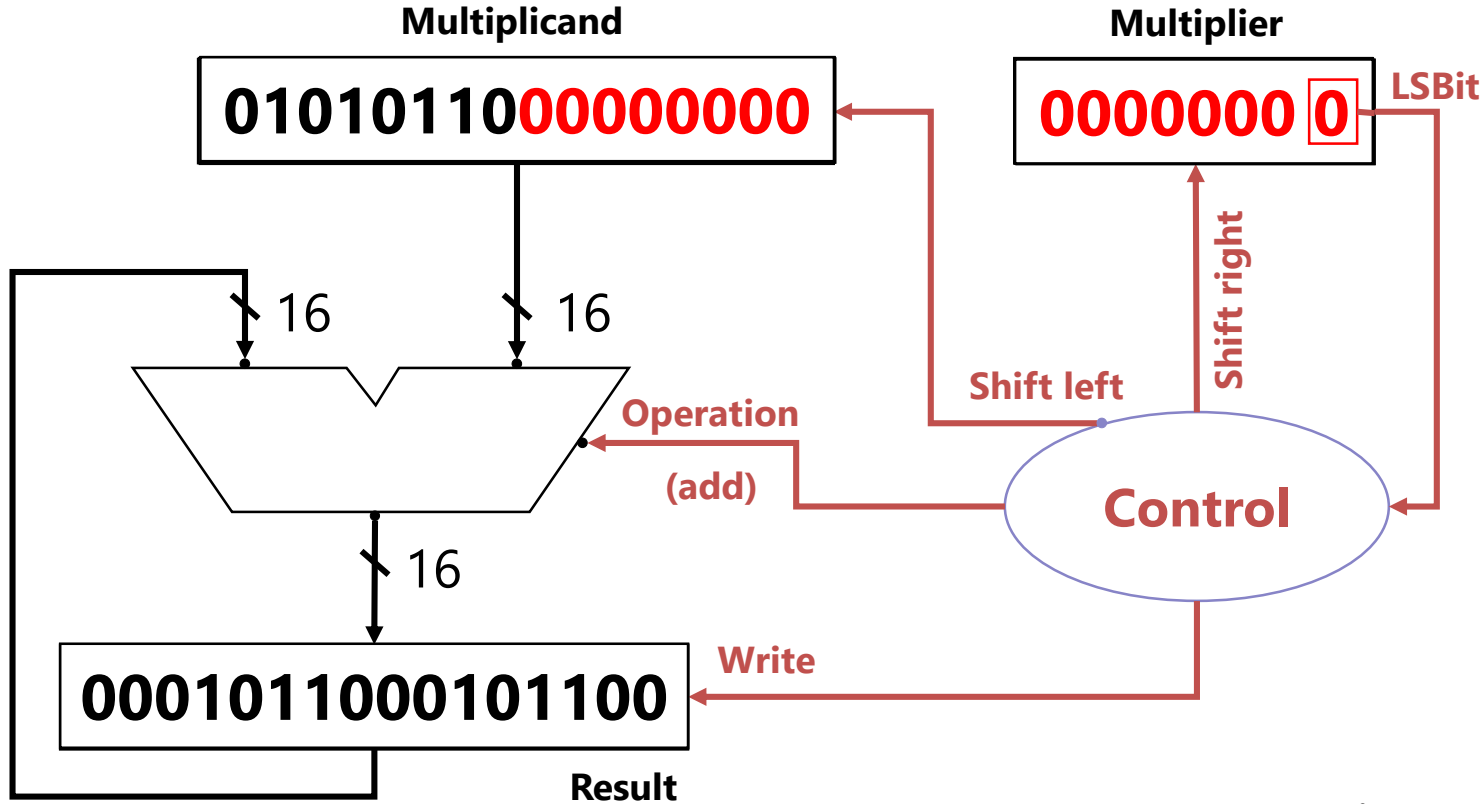 Multiplicand
Multiplier
0101011000000000
0000000 0
LSBit
Shift right
16
16
Shift left
Operation
(add)
Control
16
Write
0001011000101100
Result